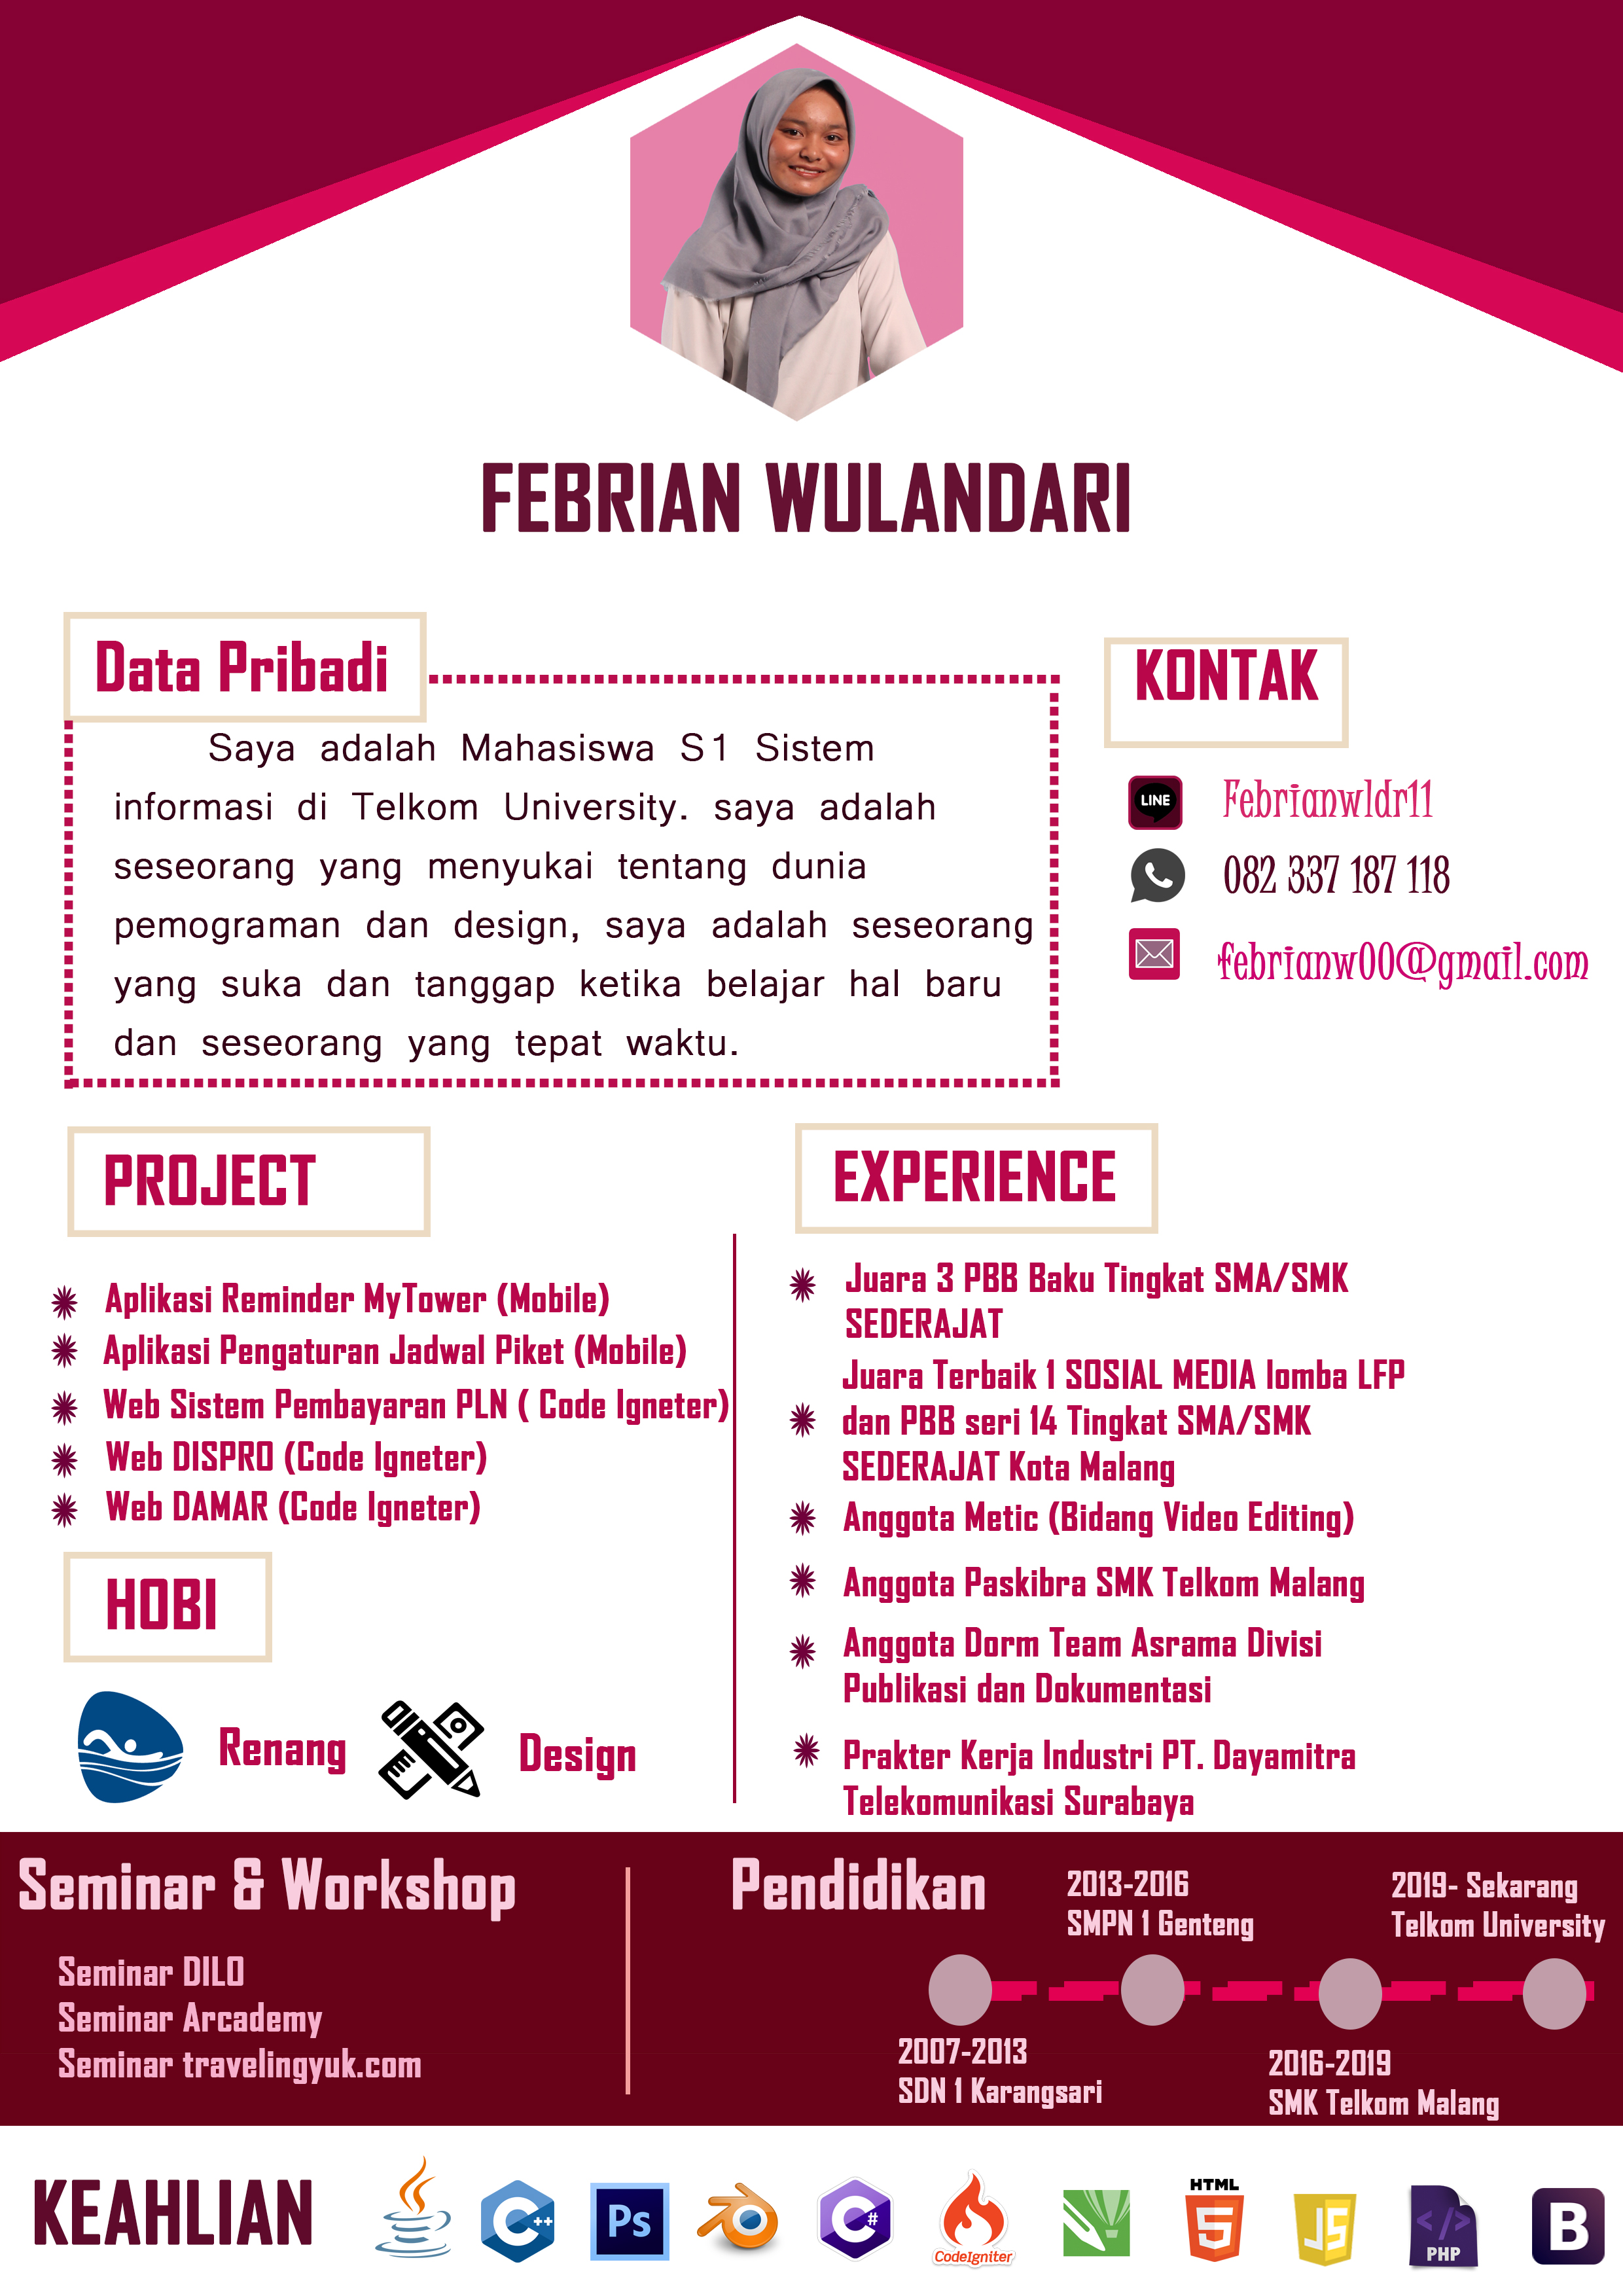 FEBRIAN WULANDARI
Data Pribadi
Saya adalah Mahasiswa S1 Sistem
informasi di Telkom University. saya adalah
seseorang yang menyukai tentang dunia
pemograman dan design, saya adalah seseorang
yang suka dan tanggap ketika belajar hal baru
dan seseorang yang tepat waktu.
KONTAK
LINE
Febrianwldr11
082 337 187 118
febrianw00@gmail.com
PROJECT
Aplikasi Reminder MyTower (Mobile)
Aplikasi Pengaturan Jadwal Piket (Mobile)
Web Sistem Pembayaran PLN ( Code Igneter)
Web DISPRO (Code Igneter)
Web DAMAR (Code Igneter)
HOBI
Renang
Design
EXPERIENCE
Juara 3 PBB Baku Tingkat SMA/SMK
SEDERAJAT
Juara Terbaik 1 SOSIAL MEDIA lomba LFP
dan PBB seri 14 Tingkat SMA/SMK
SEDERAJAT Kota Malang
Anggota Metic (Bidang Video Editing)
Anggota Paskibra SMK Telkom Malang
Anggota Dorm Team Asrama Divisi
Publikasi dan Dokumentasi
Prakter Kerja Industri PT. Dayamitra
Telekomunikasi Surabaya
Seminar & Workshop
Seminar DILO
Seminar Arcademy
Seminar travelingyuk.com
Pendidikan
2007-2013
SDN 1 Karangsari
2013-2016
SMPN 1 Genteng
2016-2019
SMK Telkom Malang
2019- Sekarang
Telkom University
KEAHLIAN
C++
Ps
C#
CodeIgniter
HTML
5
JS
</>
PHP
B